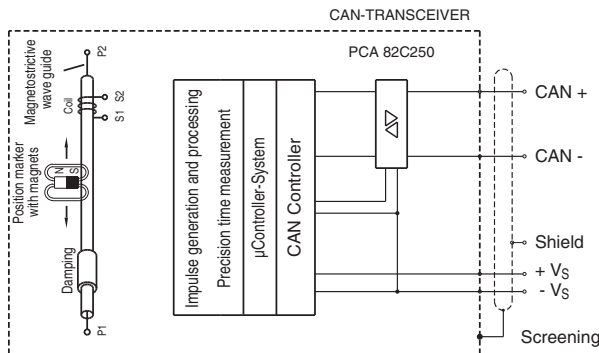 CAN-TRANSCEIVER
PCA 82C250
P2
Magnetostrictive
wave guide
Coil
S2
S1
Position marker
with magnets
N
S
Damping
P1
Impulse generation and processing
Precision time measurement
µController-System
CAN Controller
CAN +
CAN -
Shield
+ VS
- VS
Screening